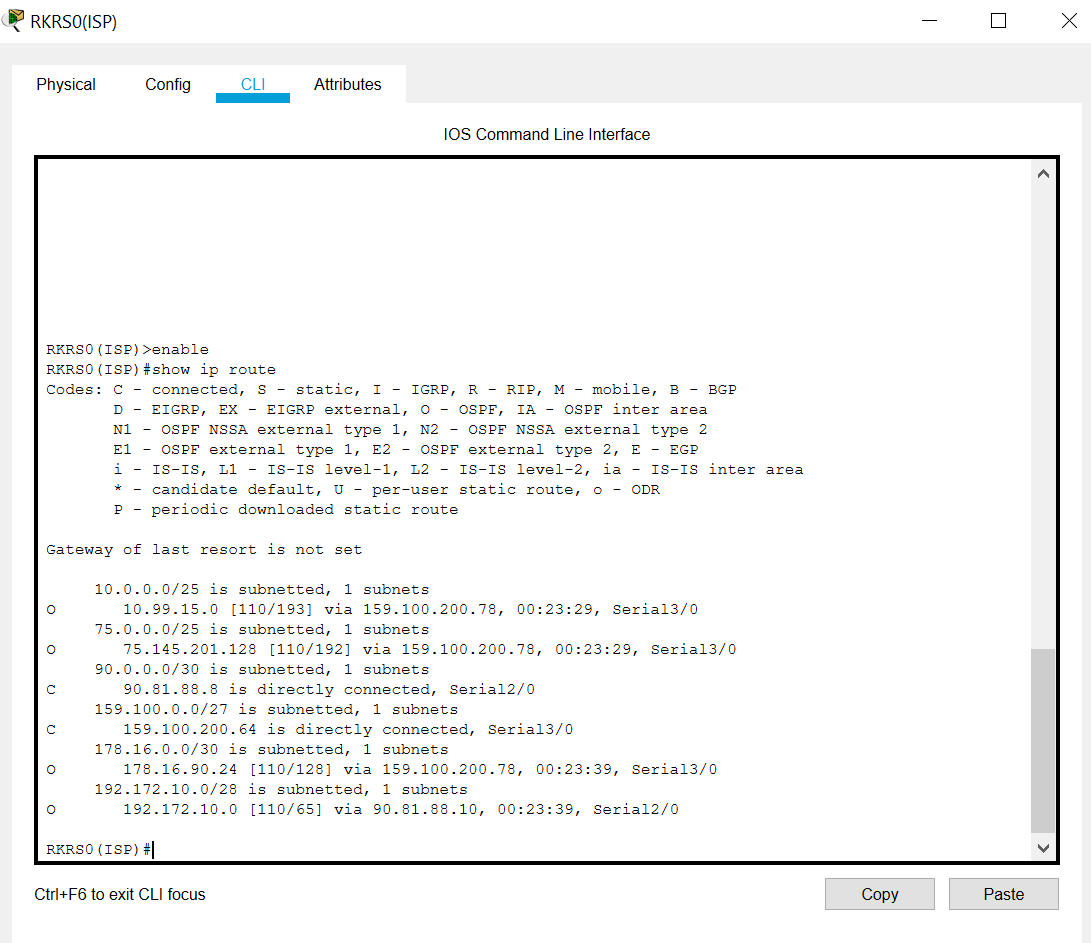 RKRS0(ISP)
Physical Config CLI Attributes
IOS Command Line Interface
RKRS0(ISP)>enable
RKRS0(ISP)#show ip route
Codes: C - connected, S - static, I - IGRP, R - RIP, M - mobile, B - BGP
       D - EIGRP, EX - EIGRP external, O - OSPF, IA - OSPF inter area
       N1 - OSPF NSSA external type 1, N2 - OSPF NSSA external type 2
       E1 - OSPF external type 1, E2 - OSPF external type 2, E - EGP
       i - IS-IS, L1 - IS-IS level-1, L2 - IS-IS level-2, ia - IS-IS inter area
       * - candidate default, U - per-user static route, o - ODR
       P - periodic downloaded static route
Gateway of last resort is not set
     10.0.0.0/25 is subnetted, 1 subnets
O       10.99.15.0 [110/193] via 159.100.200.78, 00:23:29, Serial3/0
     75.0.0.0/25 is subnetted, 1 subnets
O       75.145.201.128 [110/192] via 159.100.200.78, 00:23:29, Serial3/0
     90.0.0.0/30 is subnetted, 1 subnets
C       90.81.88.8 is directly connected, Serial2/0
     159.100.0.0/27 is subnetted, 1 subnets
C       159.100.200.64 is directly connected, Serial3/0
     178.16.0.0/30 is subnetted, 1 subnets
O       178.16.90.24 [110/128] via 159.100.200.78, 00:23:39, Serial3/0
     192.172.10.0/28 is subnetted, 1 subnets
O       192.172.10.0 [110/65] via 90.81.88.10, 00:23:39, Serial2/0
RKRS0(ISP)#
Ctrl+F6 to exit CLI focus Copy Paste